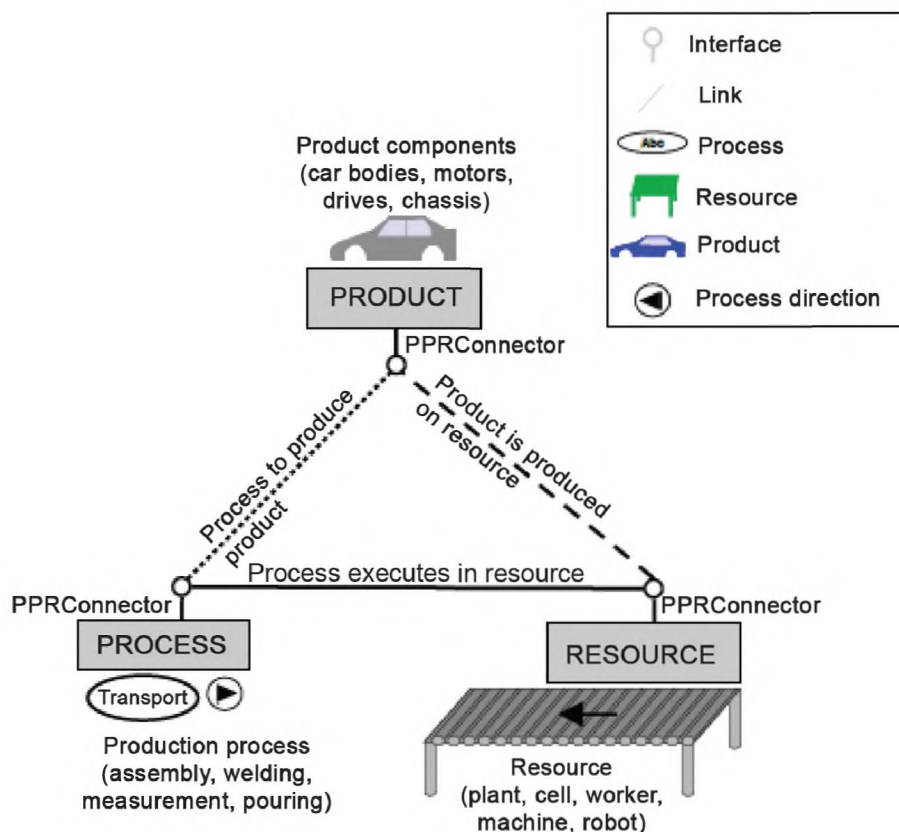 Interface
Link
Abc
Process
Resource
Product
Process direction
Product components
(car bodies, motors,
drives, chassis)
PRODUCT
PPRConnector
Process to produce
product
Product is produced
on resource
Process executes in resource
PPRConnector
PPRConnector
PROCESS
RESOURCE
Transport
Production process
(assembly, welding,
measurement, pouring)
Resource
(plant, cell, worker,
machine, robot)